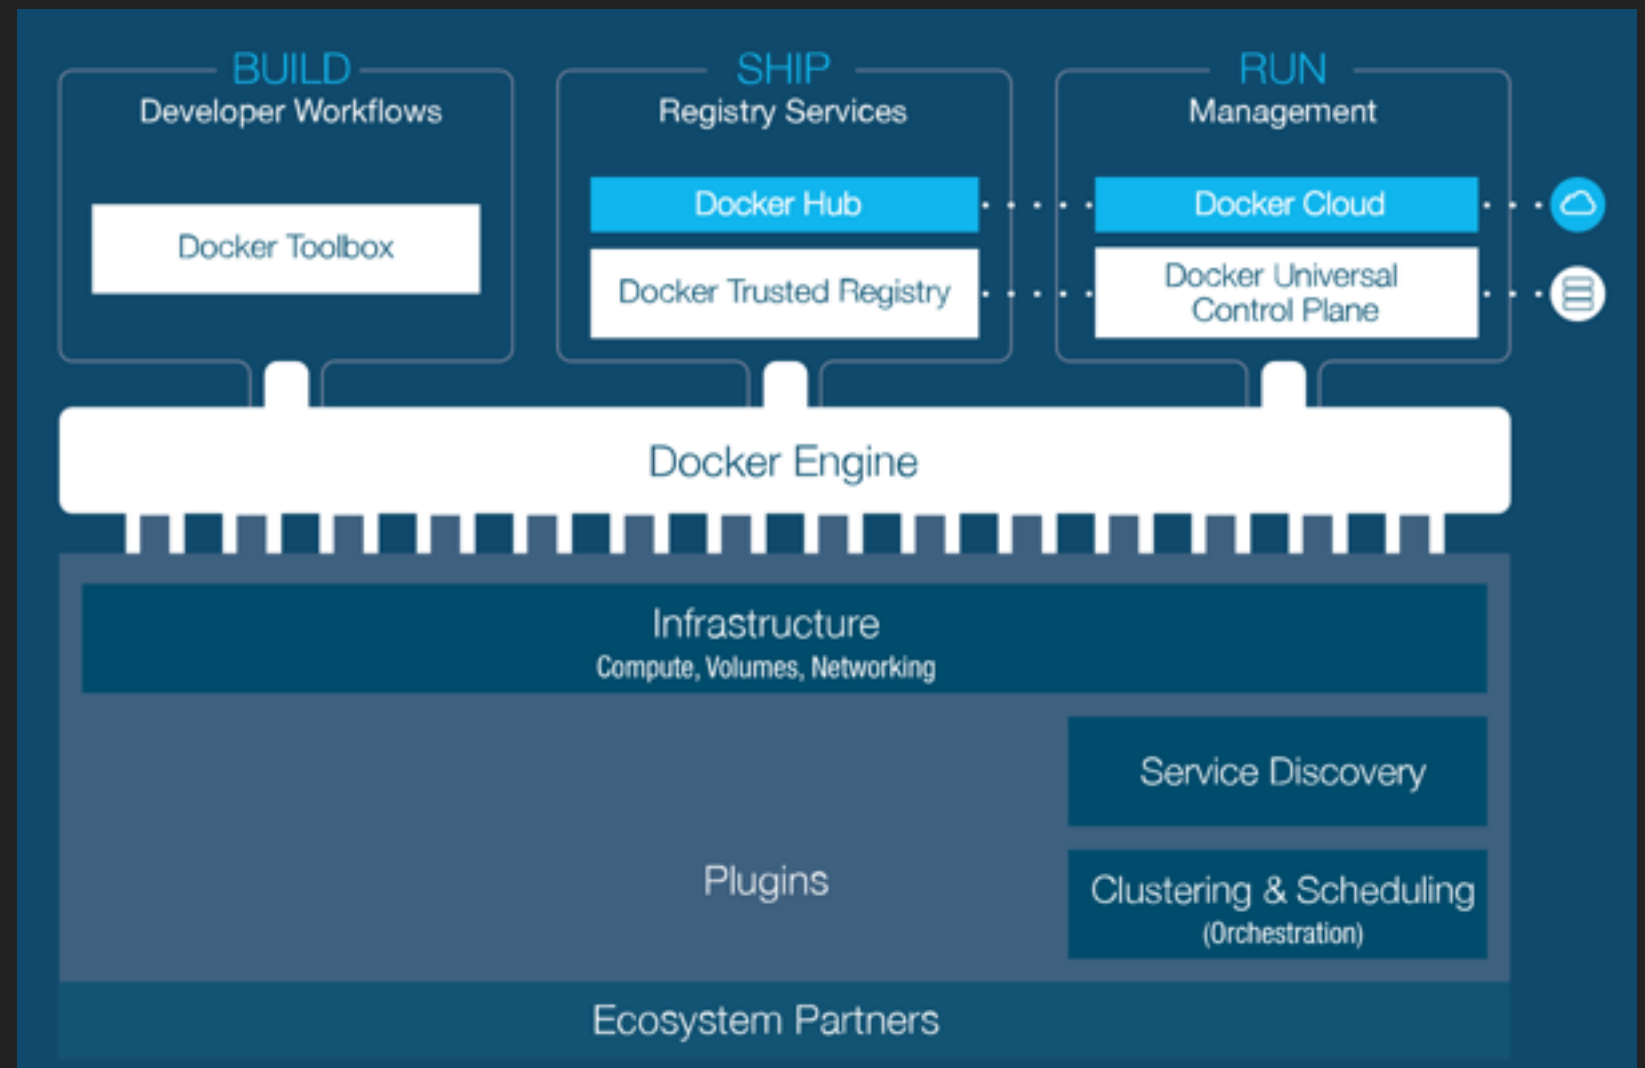 BUILD
Developer Workflows
Docker Toolbox
SHIP
Registry Services
Docker Hub
Docker Trusted Registry
RUN
Management
Docker Cloud
Docker Universal
Control Plane
Docker Engine
Infrastructure
Compute, Volumes, Networking
Service Discovery
Plugins
Clustering & Scheduling
(Orchestration)
Ecosystem Partners